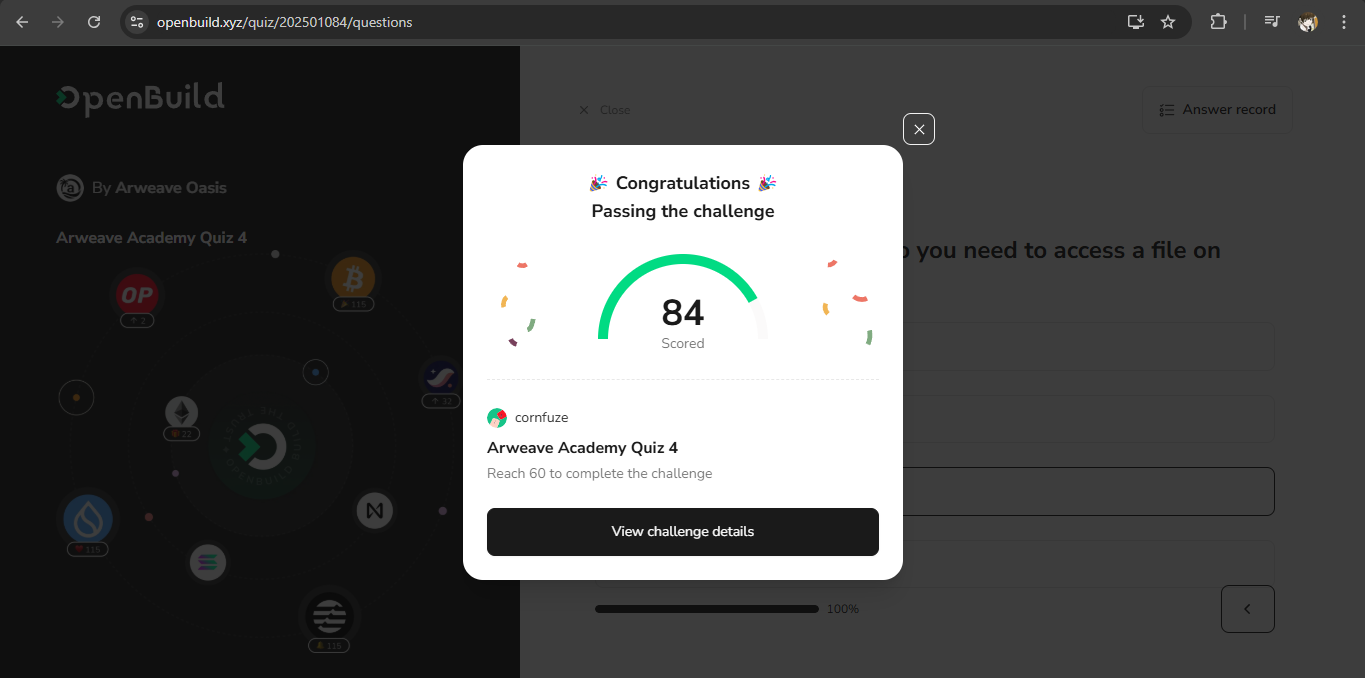 openbuild.xyz/quiz/202501084/questions
OpenBuild
Close
Answer record
By Arweave Oasis
Arweave Academy Quiz 4
🎉 Congratulations 🎉
Passing the challenge
you need to access a file on
OP
2
115
84
Scored
32
22
cornfuze
Arweave Academy Quiz 4
Reach 60 to complete the challenge
115
View challenge details
100%
115